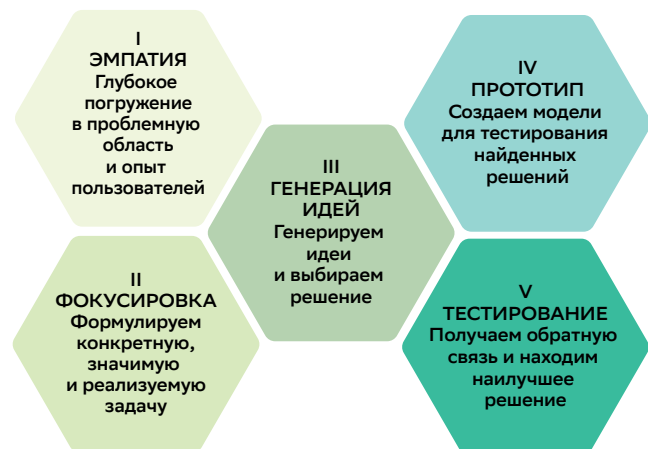 I
ЭМПАТИЯ
Глубокое
погружение
в проблемную
область
и опыт
пользователей
II
ФОКУСИРОВКА
Формулируем
конкретную,
значимую
и реализуемую
задачу
III
ГЕНЕРАЦИЯ
ИДЕЙ
Генерируем
идеи
и выбираем
решение
IV
ПРОТОТИП
Создаем модели
для тестирования
найденных
решений
V
ТЕСТИРОВАНИЕ
Получаем обратную
связь и находим
наилучшее
решение